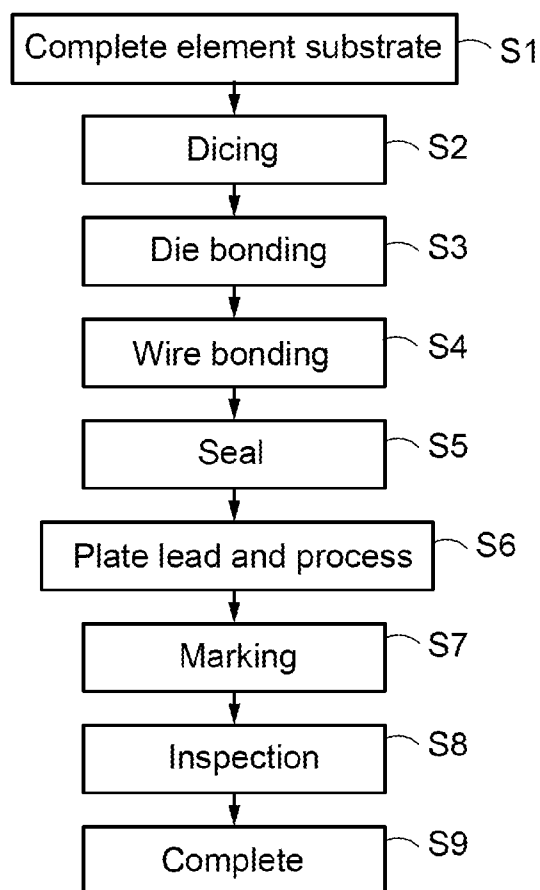 Complete element substrate S1
Dicing S2
Die bonding S3
Wire bonding S4
Seal S5
Plate lead and process S6
Marking S7
Inspection S8
Complete S9